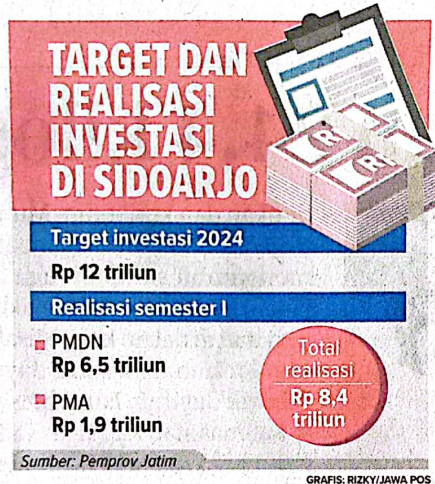 TARGET DAN
REALISASI
INVESTASI
DI SIDOARJO
Target investasi 2024
Rp 12 triliun
Realisasi semester I
PMDN
Rp 6,5 triliun
PMA
Rp 1,9 triliun
Total
realisasi
Rp 8,4
triliun
Sumber: Pemprov Jatim
GRAFIS: RIZKY/JAWA POS